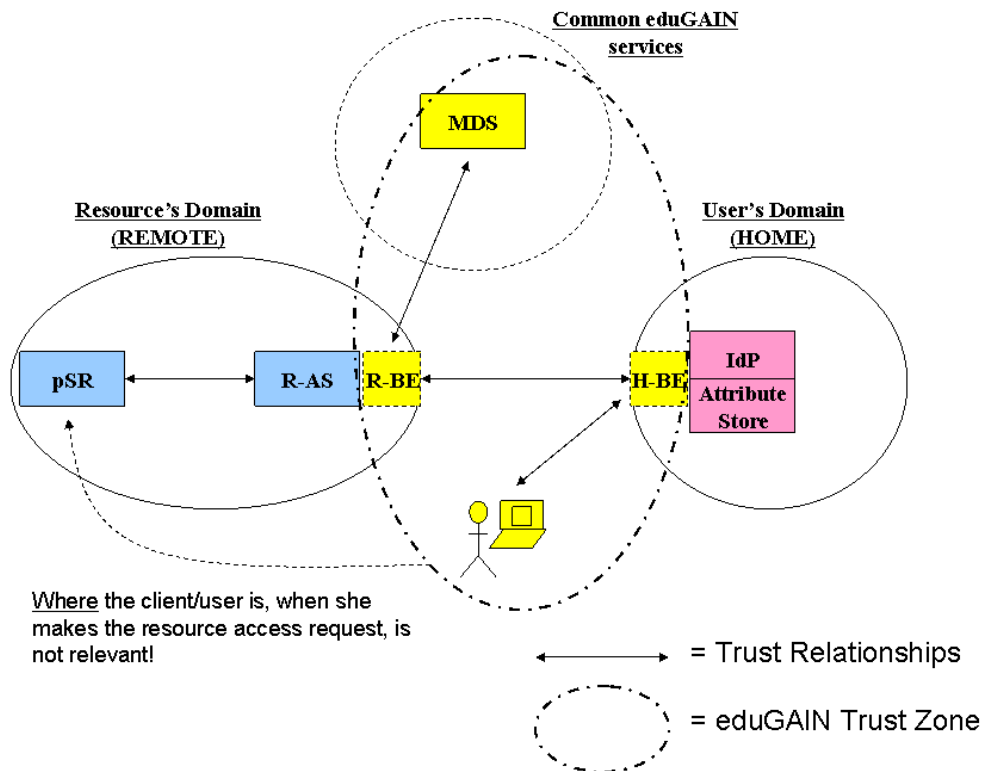 Common eduGAIN
services
MDS
Resource's Domain
(REMOTE)
User's Domain
(HOME)
pSR
R-AS
R-BE
H-BE
IdP
Attribute
Store
Where the client/user is, when she
makes the resource access request, is
not relevant!
= Trust Relationships
= eduGAIN Trust Zone